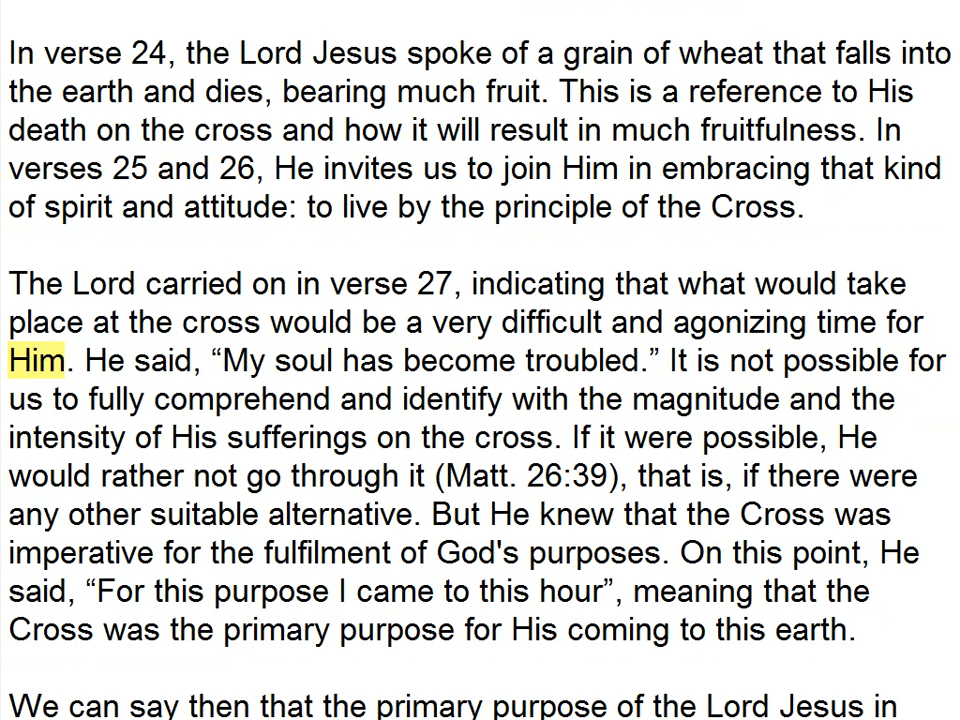 In verse 24, the Lord Jesus spoke of a grain of wheat that falls into
the earth and dies, bearing much fruit. This is a reference to His
death on the cross and how it will result in much fruitfulness. In
verses 25 and 26, He invites us to join Him in embracing that kind
of spirit and attitude: to live by the principle of the Cross.
The Lord carried on in verse 27, indicating that what would take
place at the cross would be a very difficult and agonizing time for
Him. He said, “My soul has become troubled.” It is not possible for
us to fully comprehend and identify with the magnitude and the
intensity of His sufferings on the cross. If it were possible, He
would rather not go through it (Matt. 26:39), that is, if there were
any other suitable alternative. But He knew that the Cross was
imperative for the fulfilment of God's purposes. On this point, He
said, “For this purpose I came to this hour”, meaning that the
Cross was the primary purpose for His coming to this earth.
We can say then that the primary purpose of the Lord Jesus in